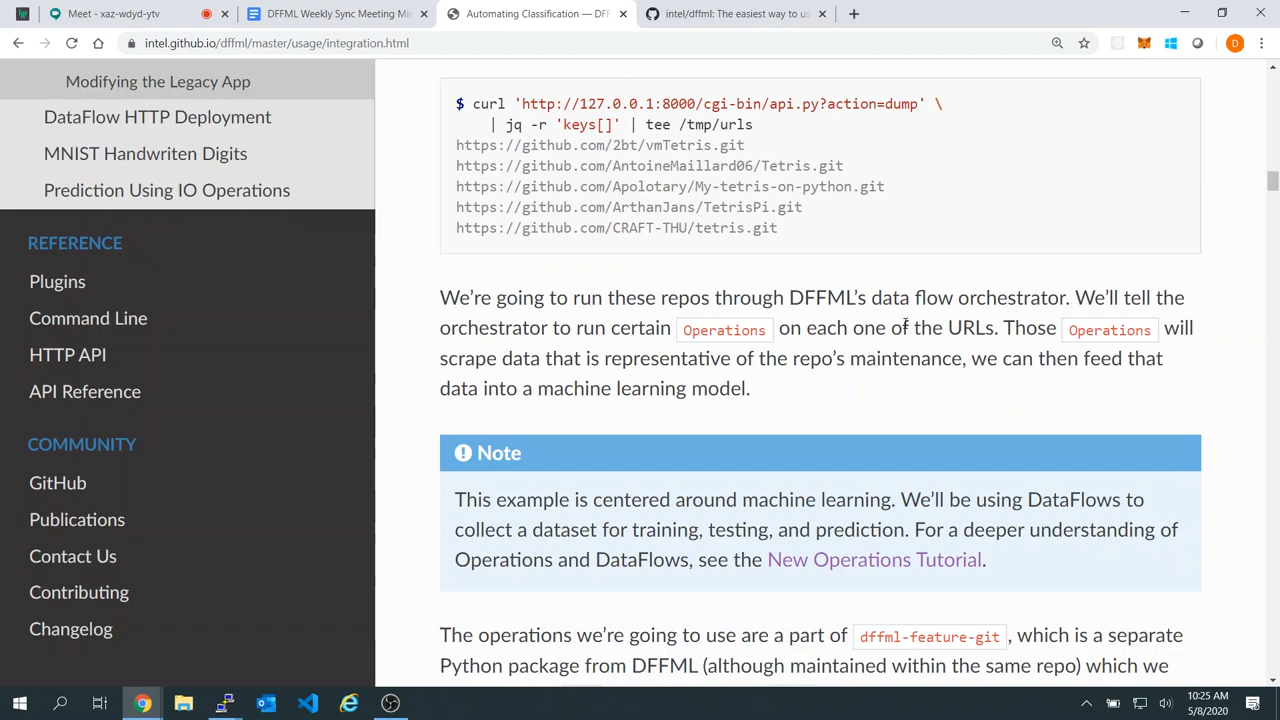 Meet - xaz-wdyd-ytv
DFFML Weekly Sync Meeting Mi
Automating Classification — DF
intel/dffml: The easiest way to u
intel.github.io/dffml/master/usage/integration.html
D
Modifying the Legacy App
DataFlow HTTP Deployment
MNIST Handwriten Digits
Prediction Using IO Operations
REFERENCE
Plugins
Command Line
HTTP API
API Reference
COMMUNITY
GitHub
Publications
Contact Us
Contributing
Changelog
$ curl 'http://127.0.0.1:8000/cgi-bin/api.py?action=dump' \
| jq -r 'keys[]' | tee /tmp/urls
https://github.com/2bt/vmTetris.git
https://github.com/AntoineMaillard06/Tetris.git
https://github.com/Apolotary/My-tetris-on-python.git
https://github.com/ArthanJans/TetrisPi.git
https://github.com/CRAFT-THU/tetris.git
We’re going to run these repos through DFFML’s data flow orchestrator. We’ll tell the
orchestrator to run certain Operations on each one of the URLs. Those Operations will
scrape data that is representative of the repo’s maintenance, we can then feed that
data into a machine learning model.
Note
This example is centered around machine learning. We’ll be using DataFlows to
collect a dataset for training, testing, and prediction. For a deeper understanding of
Operations and DataFlows, see the New Operations Tutorial.
The operations we’re going to use are a part of dffml-feature-git, which is a separate
Python package from DFFML (although maintained within the same repo) which we
10:25 AM
5/8/2020